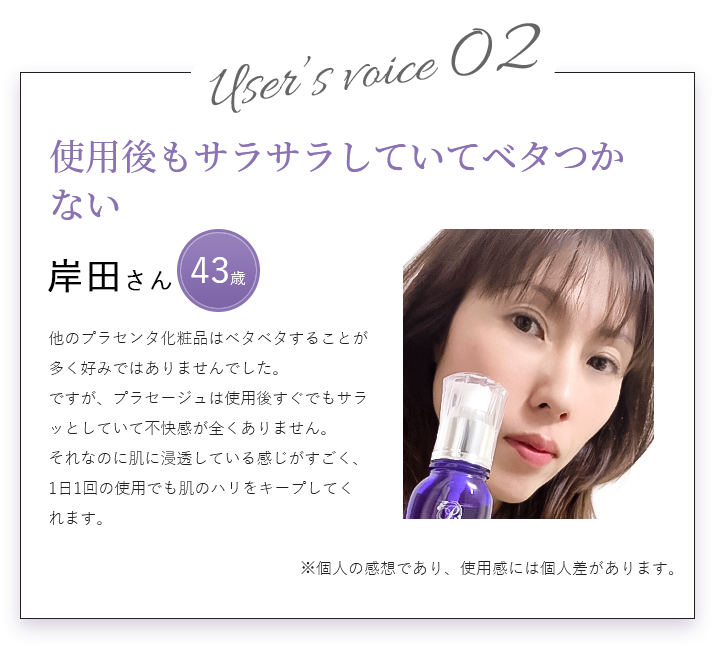 User's voice 02
使用後もサラサラしていてベタつか
ない
岸田さん 43歳
他のプラセンタ化粧品はベタベタすることが
多く好みではありませんでした。
ですが、プラセージュは使用後すぐでもサラ
ッとしていて不快感が全くありません。
それなのに肌に浸透している感じがすごく、
1日1回の使用でも肌のハリをキープしてく
れます。
※個人の感想であり、使用感には個人差があります。